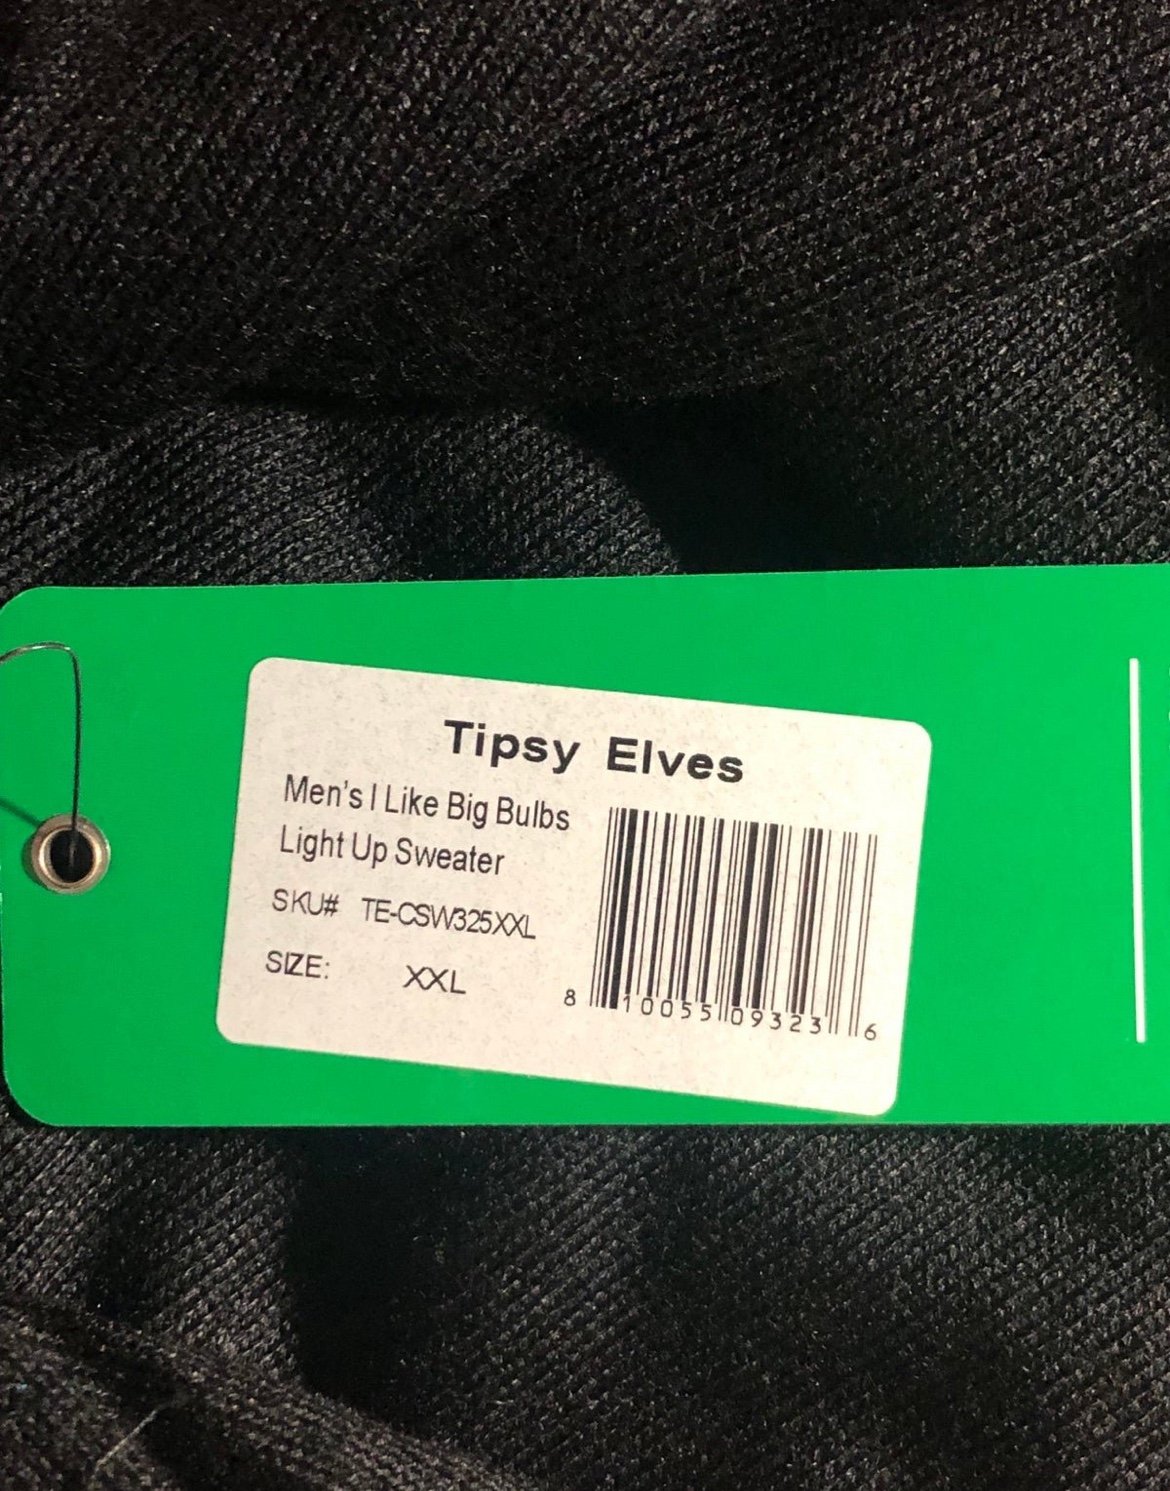 Tipsy Elves
Men's I Like Big Bulbs
Light Up Sweater
SKU# TE-CSW325XXL
SIZE: XXL
8 10055 09323 6